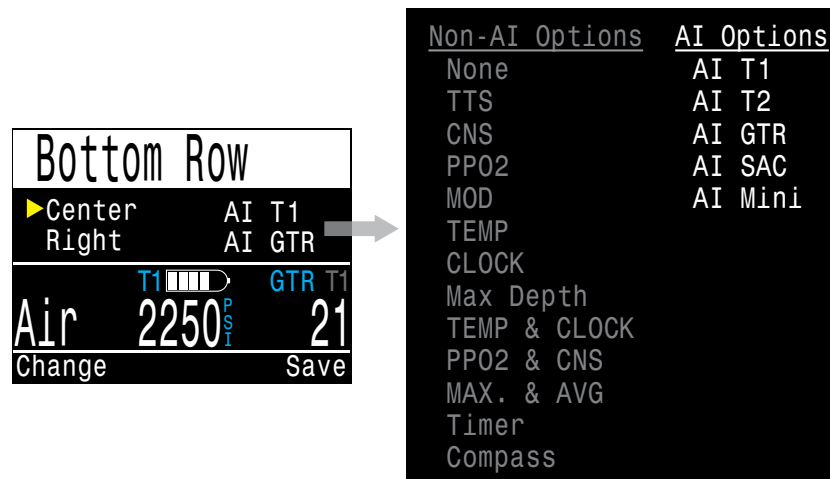 Bottom Row
Center AI T1
Right AI GTR
T1 GTR T1
Air 2250 PSI 21
Change Save
Non-AI Options AI Options
None AI T1
TTS AI T2
CNS AI GTR
PPO2 AI SAC
MOD AI Mini
TEMP
CLOCK
Max Depth
TEMP & CLOCK
PPO2 & CNS
MAX. & AVG
Timer
Compass